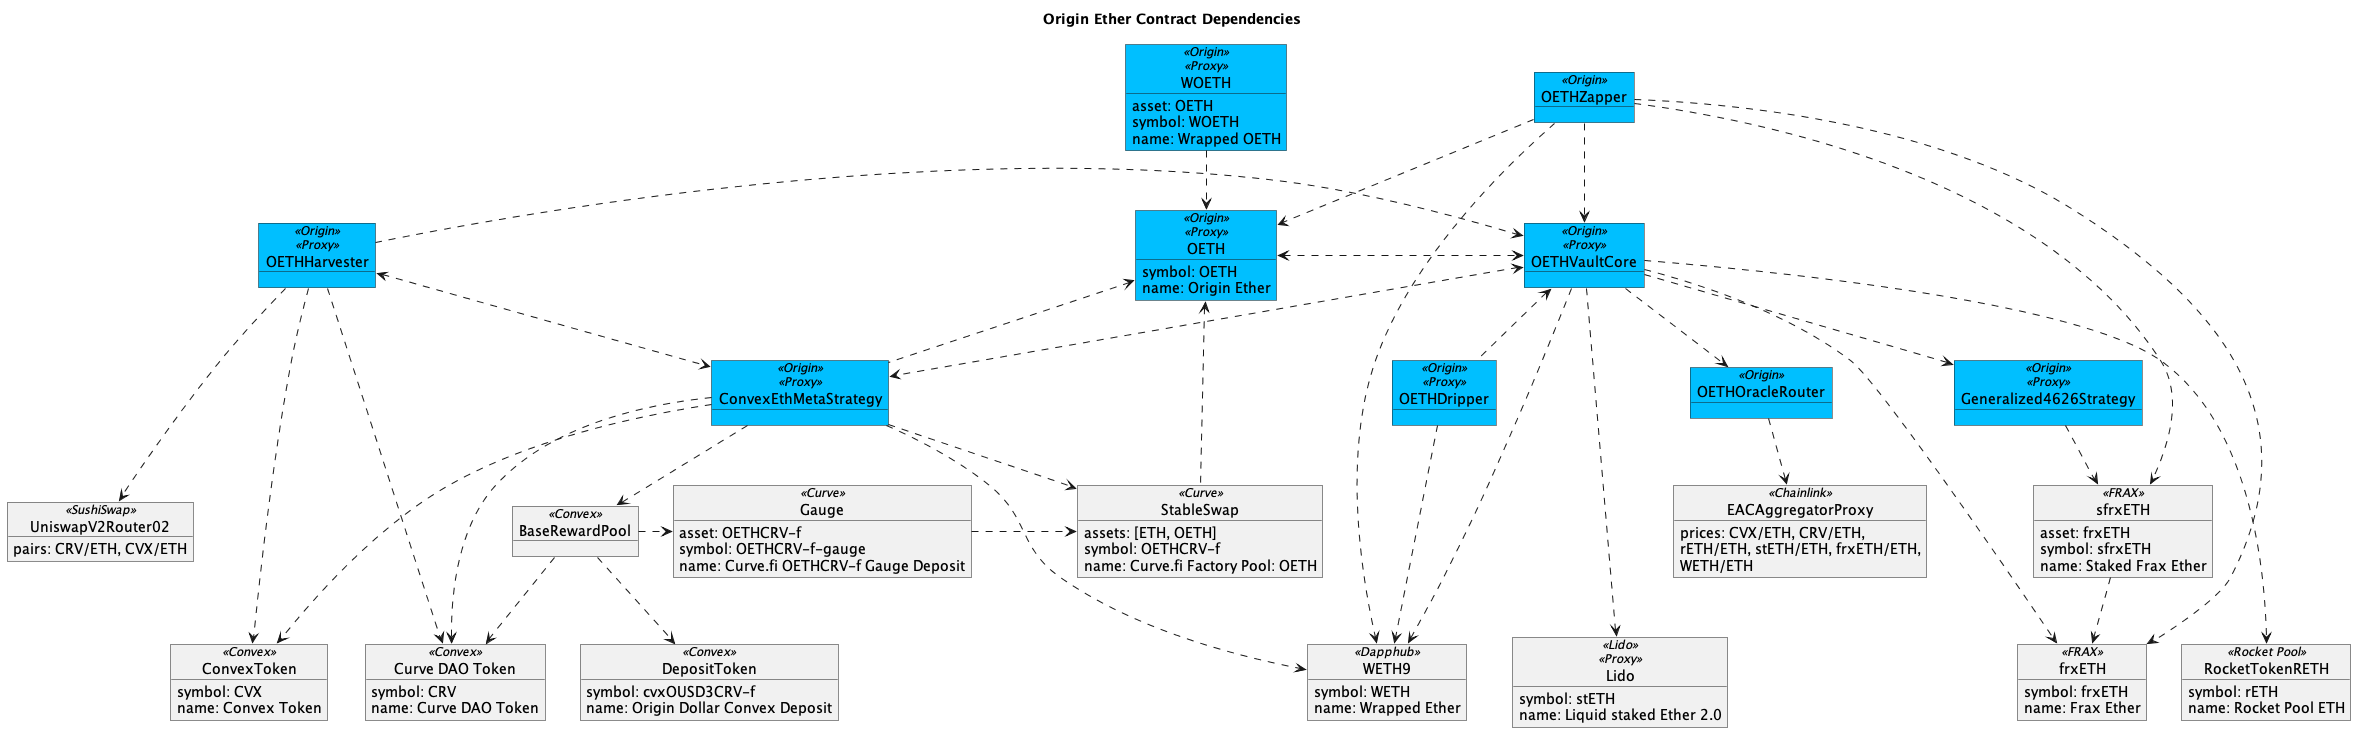 Origin Ether Contract Dependencies
«Origin»
«Proxy»
WOETH
asset: OETH
symbol: WOETH
name: Wrapped OETH
«Origin»
OETHZapper
«Origin»
«Proxy»
OETHHarvester
«Origin»
«Proxy»
OETH
symbol: OETH
name: Origin Ether
«Origin»
«Proxy»
OETHVaultCore
«Origin»
«Proxy»
ConvexEthMetaStrategy
«Origin»
«Proxy»
OETHDripper
«Origin»
OETHOracleRouter
«Origin»
«Proxy»
Generalized4626Strategy
«SushiSwap»
UniswapV2Router02
pairs: CRV/ETH, CVX/ETH
«Convex»
BaseRewardPool
«Curve»
Gauge
asset: OETHCRV-f
symbol: OETHCRV-f-gauge
name: Curve.fi OETHCRV-f Gauge Deposit
«Curve»
StableSwap
assets: [ETH, OETH]
symbol: OETHCRV-f
name: Curve.fi Factory Pool: OETH
«Chainlink»
EACAggregatorProxy
prices: CVX/ETH, CRV/ETH,
rETH/ETH, stETH/ETH, frxETH/ETH,
WETH/ETH
«FRAX»
sfrxETH
asset: frxETH
symbol: sfrxETH
name: Staked Frax Ether
«Convex»
ConvexToken
symbol: CVX
name: Convex Token
«Convex»
Curve DAO Token
symbol: CRV
name: Curve DAO Token
«Convex»
DepositToken
symbol: cvxOUSD3CRV-f
name: Origin Dollar Convex Deposit
«Dapphub»
WETH9
symbol: WETH
name: Wrapped Ether
«Lido»
«Proxy»
Lido
symbol: stETH
name: Liquid staked Ether 2.0
«FRAX»
frxETH
symbol: frxETH
name: Frax Ether
«Rocket Pool»
RocketTokenRETH
symbol: rETH
name: Rocket Pool ETH